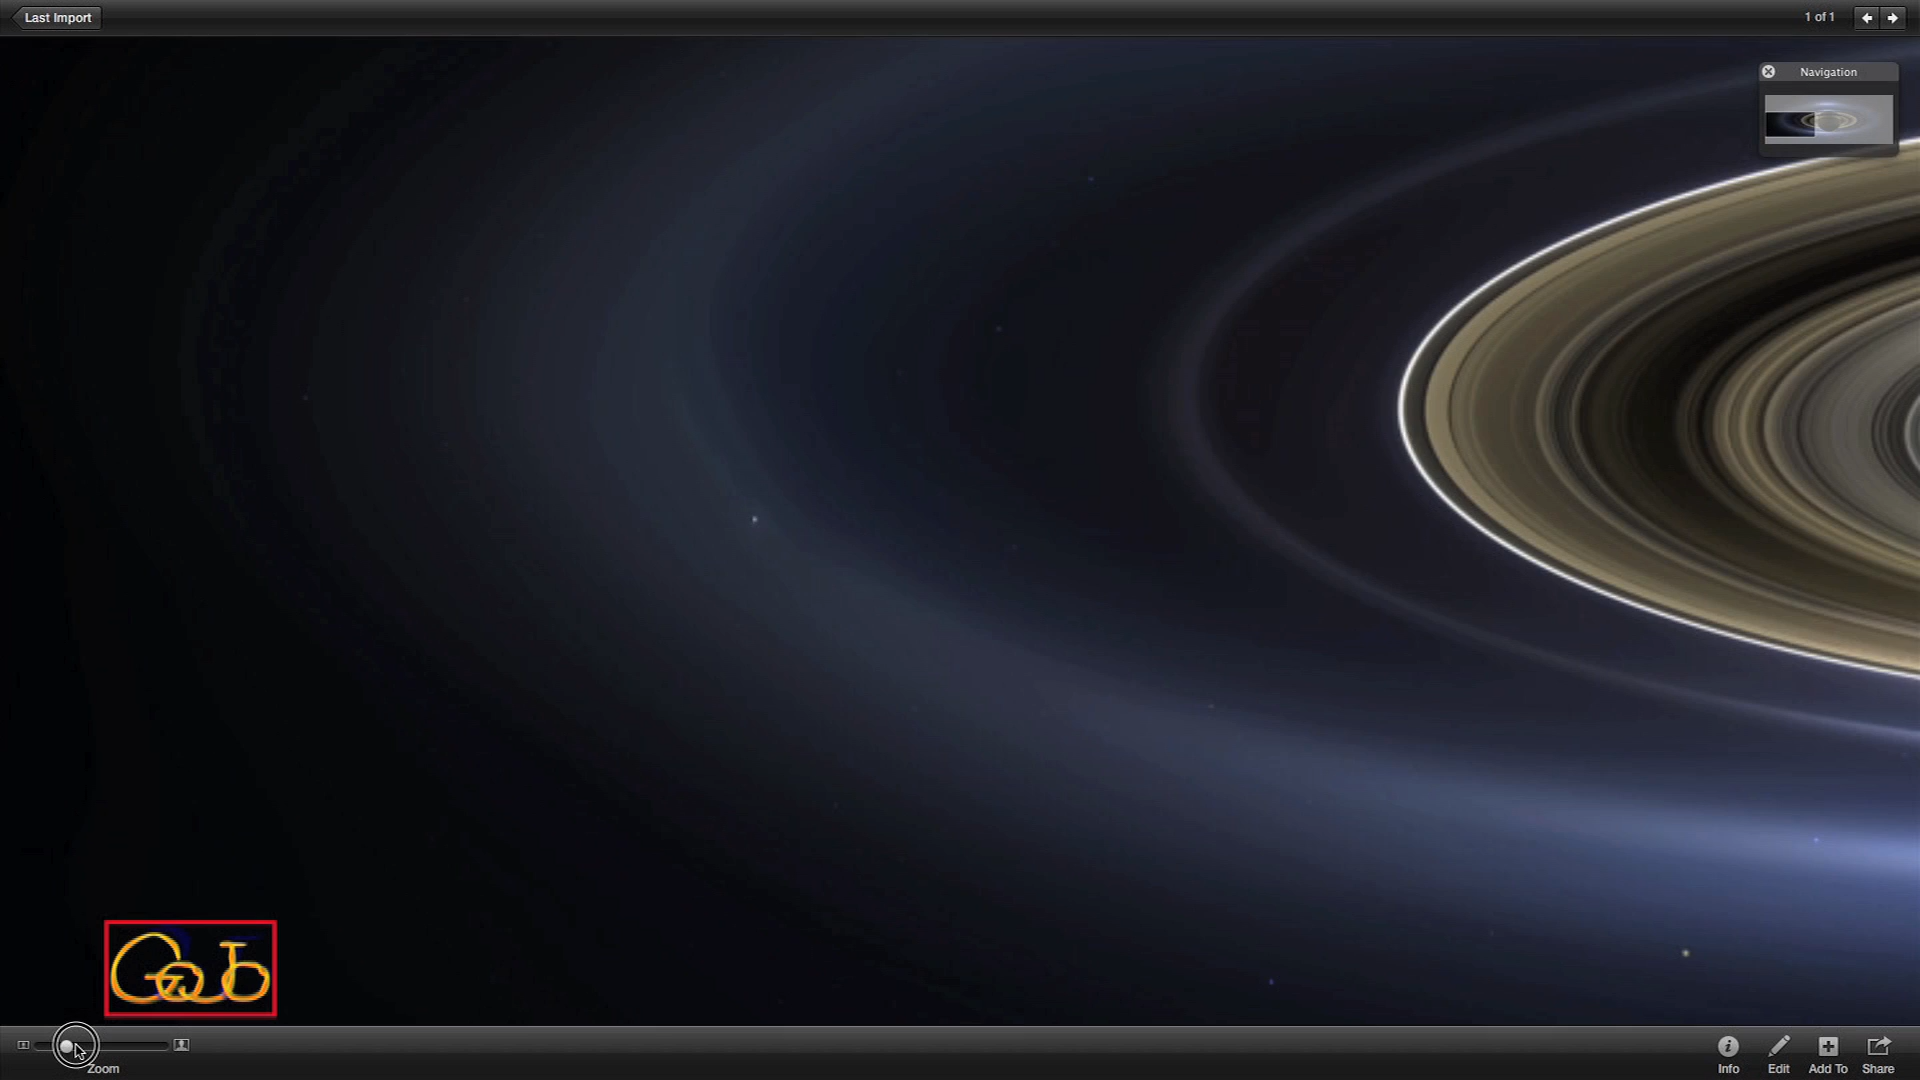 Last Import
1 of 1
Navigation
Zoom
Info
Edit
Add To
Share